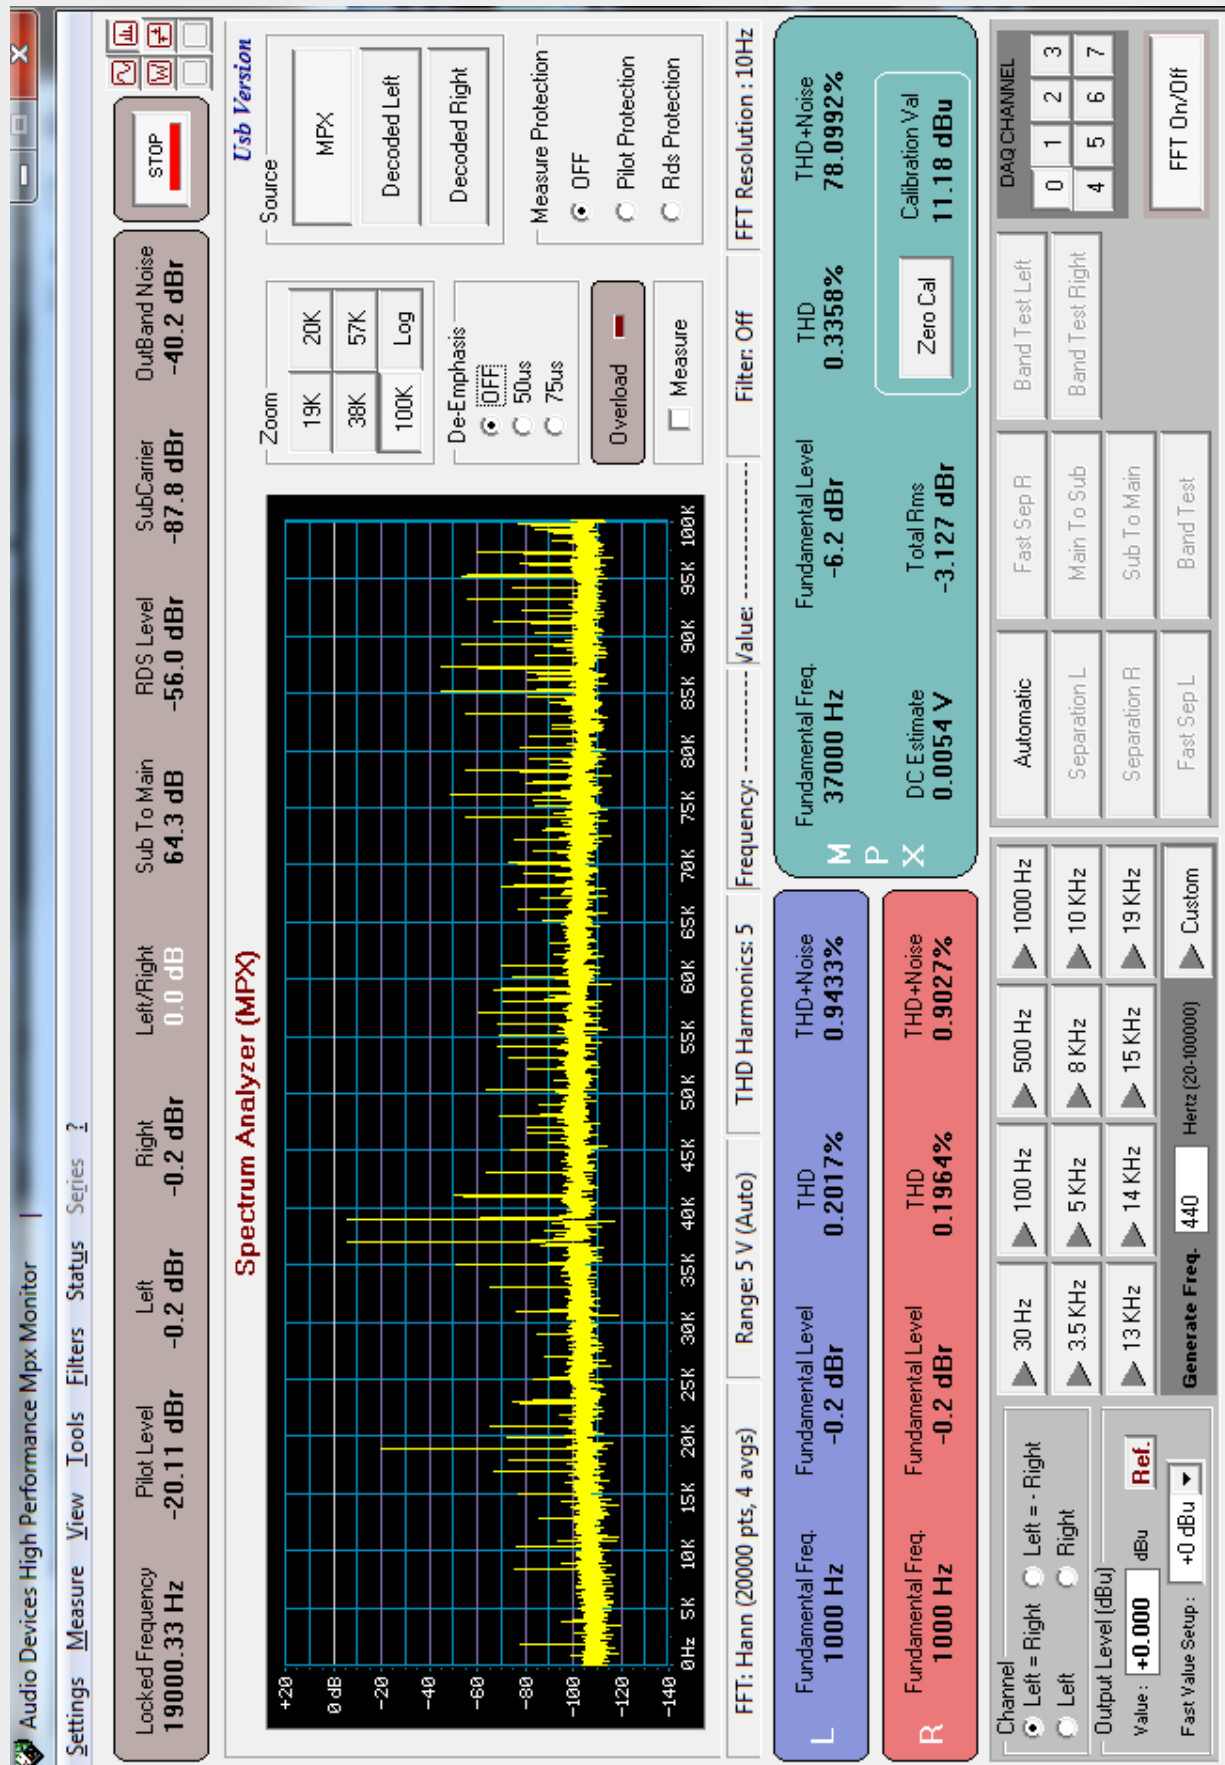 Audio Devices High Performance Mpx Monitor
Settings Measure View Tools Filters Status Series ?
Locked Frequency Pilot Level Left Right Left/Right Sub To Main RDS Level SubCarrier OutBand Noise
19000.33 Hz -20.11 dBr -0.2 dBr -0.2 dBr 0.0 dB 64.3 dB -56.0 dBr -87.8 dBr -40.2 dBr
STOP
Usb Version
Spectrum Analyzer (MPX)
+20
0 dB
-20
-40
-60
-80
-100
-120
-140
0Hz 5K 10K 15K 20K 25K 30K 35K 40K 45K 50K 55K 60K 65K 70K 75K 80K 85K 90K 95K 100K
Zoom
19K 20K
38K 57K
100K Log
De-Emphasis
OFF
50us
75us
Overload
Measure
Source
MPX
Decoded Left
Decoded Right
Measure Protection
OFF
Pilot Protection
Rds Protection
FFT: Hann (20000 pts, 4 avgs) Range: 5 V (Auto) THD Harmonics: 5 Frequency: ------------ Value: -------------- Filter: Off FFT Resolution : 10Hz
L
Fundamental Freq. Fundamental Level THD THD+Noise
1000 Hz -0.2 dBr 0.2017% 0.9433%
R
Fundamental Freq. Fundamental Level THD THD+Noise
1000 Hz -0.2 dBr 0.1964% 0.9027%
M
P
X
Fundamental Freq. Fundamental Level THD THD+Noise
37000 Hz -6.2 dBr 0.3358% 78.0992%
DC Estimate Total Rms
0.0054 V -3.127 dBr
Zero Cal
Calibration Val
11.18 dBu
Channel
Left = Right Left = - Right
Left Right
Output Level (dBu)
Value : +0.000 dBu Ref.
Fast Value Setup : +0 dBu
30 Hz 100 Hz 500 Hz 1000 Hz
3.5 KHz 5 KHz 8 KHz 10 KHz
13 KHz 14 KHz 15 KHz 19 KHz
Generate Freq. 440 Hertz (20-100000) Custom
Automatic Fast Sep R Band Test Left
Separation L Main To Sub Band Test Right
Separation R Sub To Main
Fast Sep L Band Test
DAQ CHANNEL
0 1 2 3
4 5 6 7
FFT On/Off